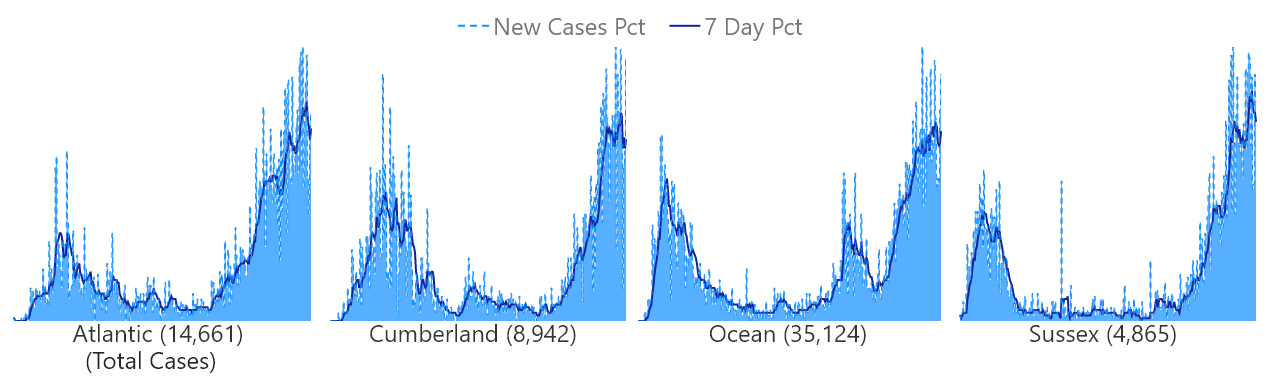 New Cases Pct 7 Day Pct
Atlantic (14,661) Cumberland (8,942) Ocean (35,124) Sussex (4,865)
(Total Cases)